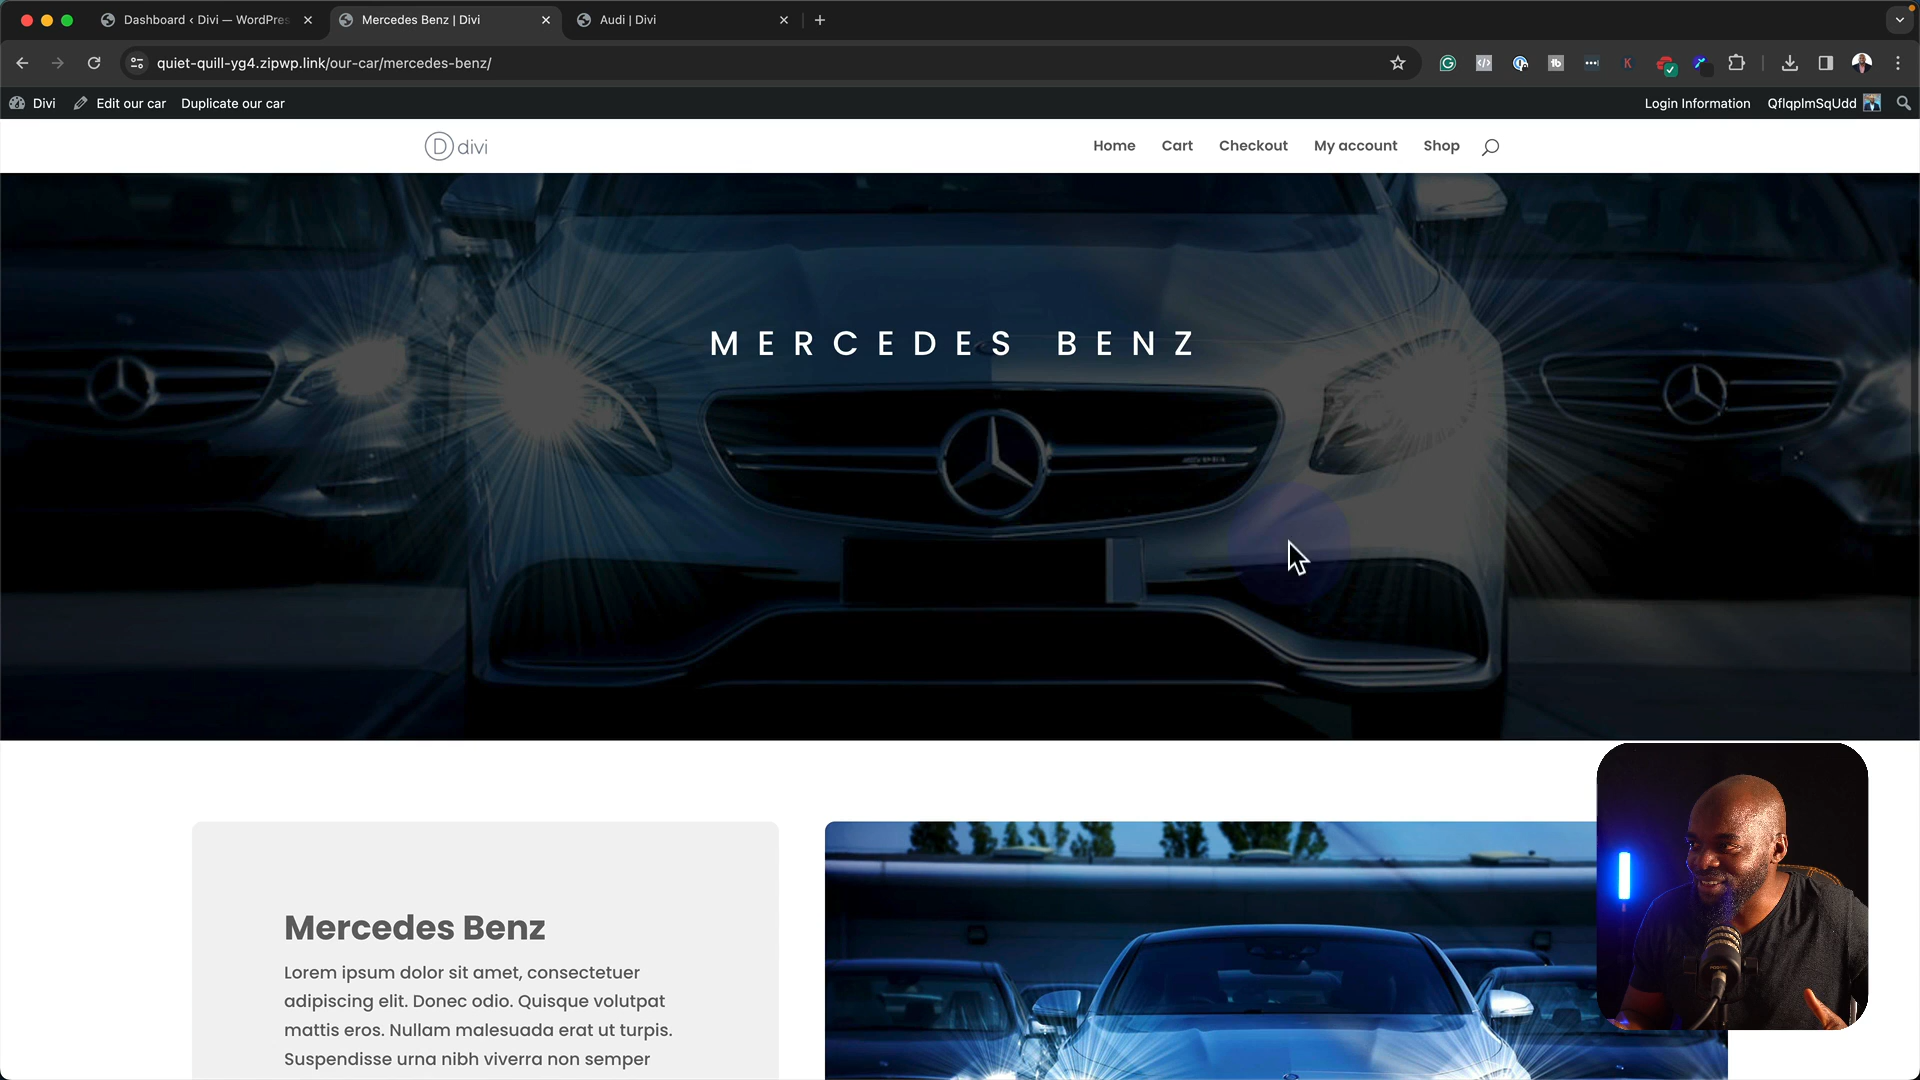 Dashboard ‹ Divi — WordPres
Mercedes Benz | Divi
Audi | Divi
quiet-quill-yg4.zipwp.link/our-car/mercedes-benz/
Divi
Edit our car
Duplicate our car
Login Information
divi
Home
Cart
Checkout
My account
Shop
MERCEDES BENZ
Mercedes Benz
Lorem ipsum dolor sit amet, consectetuer
adipiscing elit. Donec odio. Quisque volutpat
mattis eros. Nullam malesuada erat ut turpis.
Suspendisse urna nibh viverra non semper